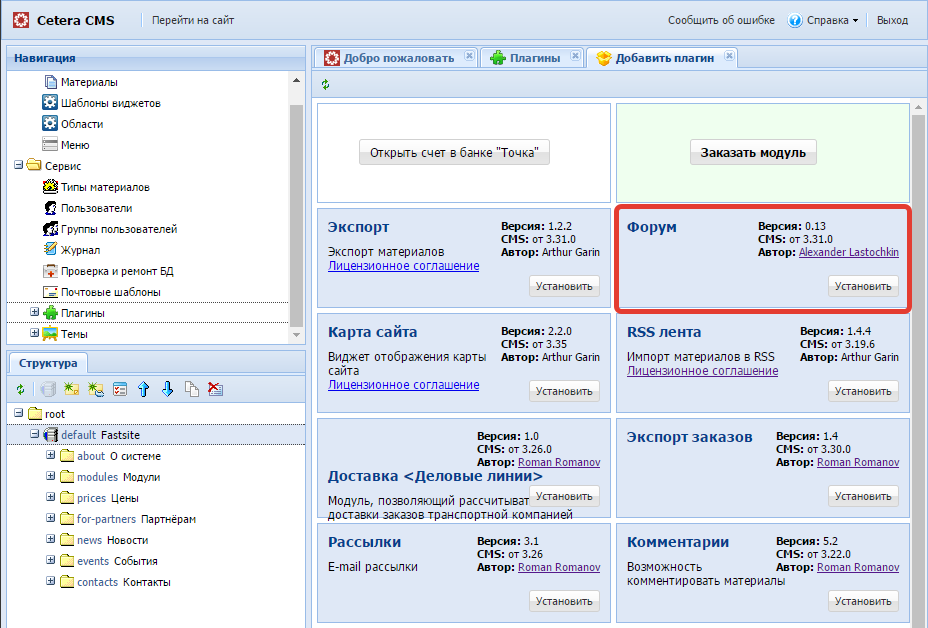 Cetera CMS
Перейти на сайт
Сообщить об ошибке
Справка
Выход
Навигация
Материалы
Шаблоны виджетов
Области
Меню
Сервис
Типы материалов
Пользователи
Группы пользователей
Журнал
Проверка и ремонт БД
Почтовые шаблоны
Плагины
Темы
Структура
root
default Fastsite
about О системе
modules Модули
prices Цены
for-partners Партнёрам
news Новости
events События
contacts Контакты
Добро пожаловать
Плагины
Добавить плагин
Открыть счет в банке "Точка"
Заказать модуль
Экспорт
Версия: 1.2.2
CMS: от 3.31.0
Автор: Arthur Garin
Экспорт материалов
Лицензионное соглашение
Установить
Форум
Версия: 0.13
CMS: от 3.31.0
Автор: Alexander Lastochkin
Установить
Карта сайта
Версия: 2.2.0
CMS: от 3.35
Автор: Arthur Garin
Виджет отображения карты
сайта
Лицензионное соглашение
Установить
RSS лента
Версия: 1.4.4
CMS: от 3.19.6
Автор: Arthur Garin
Импорт материалов в RSS
Лицензионное соглашение
Установить
Версия: 1.0
CMS: от 3.26.0
Автор: Roman Romanov
Доставка <Деловые линии>
Модуль, позволяющий рассчитыват
доставки заказов транспортной компанией
Установить
Экспорт заказов
Версия: 1.4
CMS: от 3.30.0
Автор: Roman Romanov
Установить
Рассылки
Версия: 3.1
CMS: от 3.26
Автор: Roman Romanov
E-mail рассылки
Установить
Комментарии
Версия: 5.2
CMS: от 3.22.0
Автор: Roman Romanov
Возможность
комментировать материалы
Установить